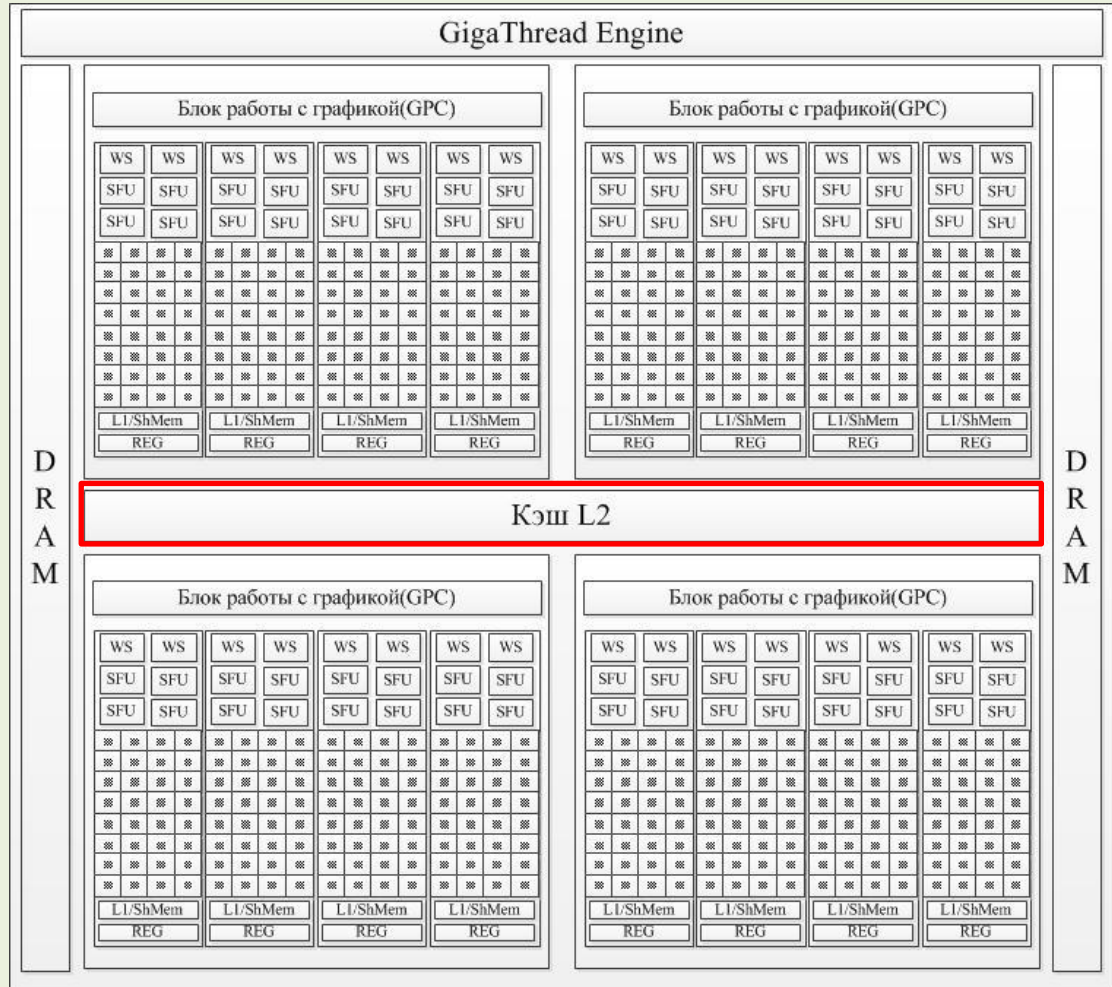 GigaThread Engine
DRAM
Блок работы с графикой(GPC)
WS WS WS WS WS WS WS WS
SFU SFU SFU SFU SFU SFU SFU SFU
SFU SFU SFU SFU SFU SFU SFU SFU
L1/ShMem L1/ShMem L1/ShMem L1/ShMem
REG REG REG REG
Блок работы с графикой(GPC)
WS WS WS WS WS WS WS WS
SFU SFU SFU SFU SFU SFU SFU SFU
SFU SFU SFU SFU SFU SFU SFU SFU
L1/ShMem L1/ShMem L1/ShMem L1/ShMem
REG REG REG REG
Кэш L2
Блок работы с графикой(GPC)
WS WS WS WS WS WS WS WS
SFU SFU SFU SFU SFU SFU SFU SFU
SFU SFU SFU SFU SFU SFU SFU SFU
L1/ShMem L1/ShMem L1/ShMem L1/ShMem
REG REG REG REG
Блок работы с графикой(GPC)
WS WS WS WS WS WS WS WS
SFU SFU SFU SFU SFU SFU SFU SFU
SFU SFU SFU SFU SFU SFU SFU SFU
L1/ShMem L1/ShMem L1/ShMem L1/ShMem
REG REG REG REG
DRAM